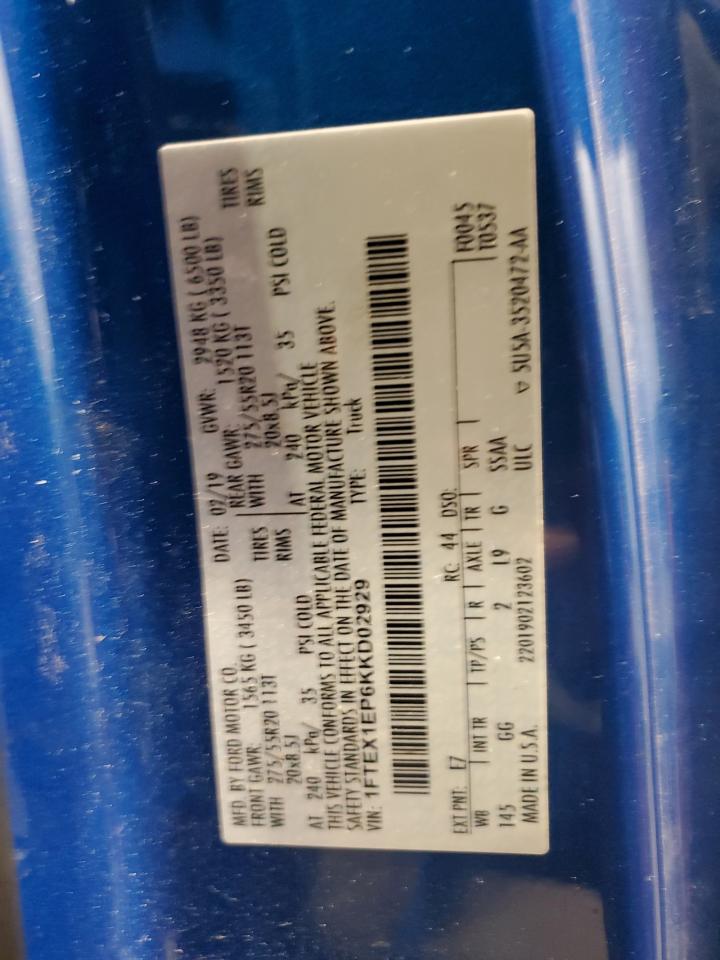 MFD. BY FORD MOTOR CO.
DATE: 02/19 GVWR: 2948 KG ( 6500 LB)
FRONT GAWR: 1565 KG ( 3450 LB) REAR GAWR: 1520 KG ( 3350 LB)
WITH 275/55R20 113T TIRES WITH 275/55R20 113T TIRES
20x8.5J RIMS 20x8.5J RIMS
AT 240 kPa/ 35 PSI COLD AT 240 kPa/ 35 PSI COLD
THIS VEHICLE CONFORMS TO ALL APPLICABLE FEDERAL MOTOR VEHICLE
SAFETY STANDARDS IN EFFECT ON THE DATE OF MANUFACTURE SHOWN ABOVE.
VIN: 1FTEX1EP6KKD02929 TYPE: Truck
F0045
EXT PNT: E7 RC: 44 DSO: T0537
WB INT TR TP/PS R AXLE TR SPR
145 GG 2 L9 G SSAA
MADE IN U.S.A. 2201902123602 ULC ▽ 5U5A-3520472-AA